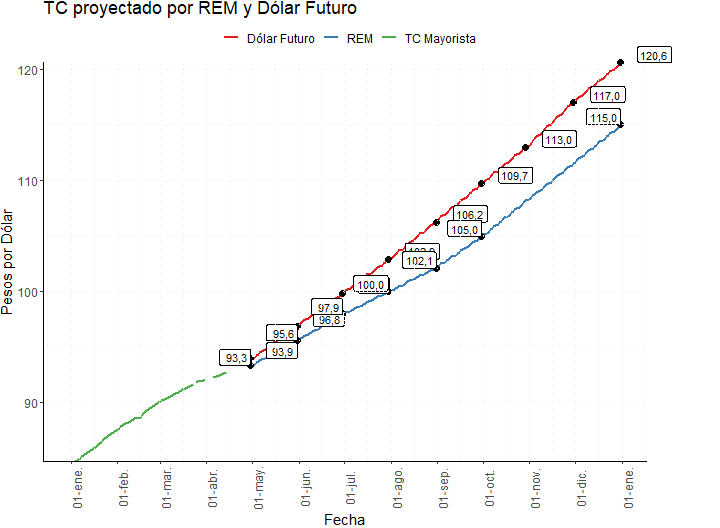 TC proyectado por REM y Dólar Futuro
Dólar Futuro REM TC Mayorista
120
110
100
90
Pesos por Dólar
120,6
117,0
115,0
113,0
109,7
106,2
105,0
102,1
100,0
97,9
96,8
95,6
93,9
93,3
01-ene.
01-feb.
01-mar.
01-abr.
01-may.
01-jun.
01-jul.
01-ago.
01-sep.
01-oct.
01-nov.
01-dic.
01-ene.
Fecha